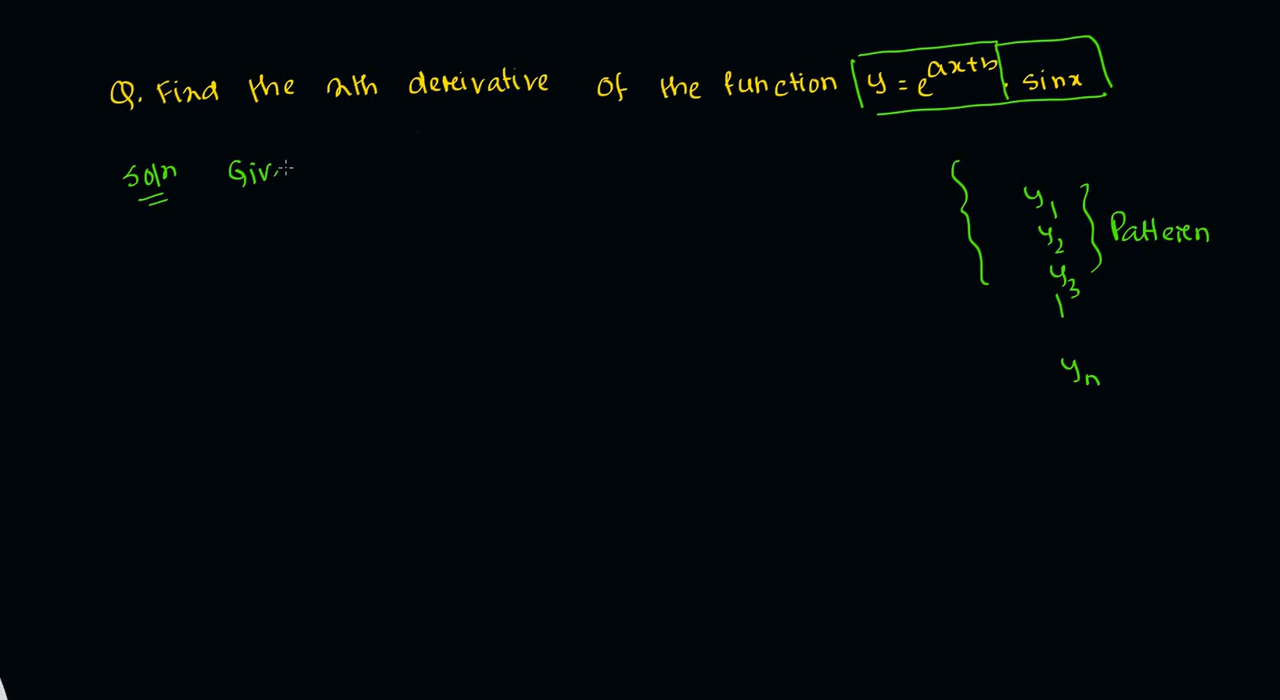 Q. Find the nth derivative of the function y = e^{ax+b} . sinx
Soln Giv
y₁
y₂
y₃
Pattern
yₙ